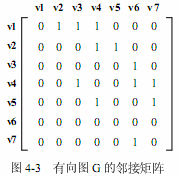 v1 v2 v3 v4 v5 v6 v7
v1 0 1 1 1 0 0 0
v2 0 0 0 1 1 0 0
v3 0 0 0 0 0 1 0
v4 0 0 1 0 0 1 1
v5 0 0 0 1 0 0 1
v6 0 0 0 0 0 0 0
v7 0 0 0 0 0 1 0
图 4-3 有向图 G 的邻接矩阵